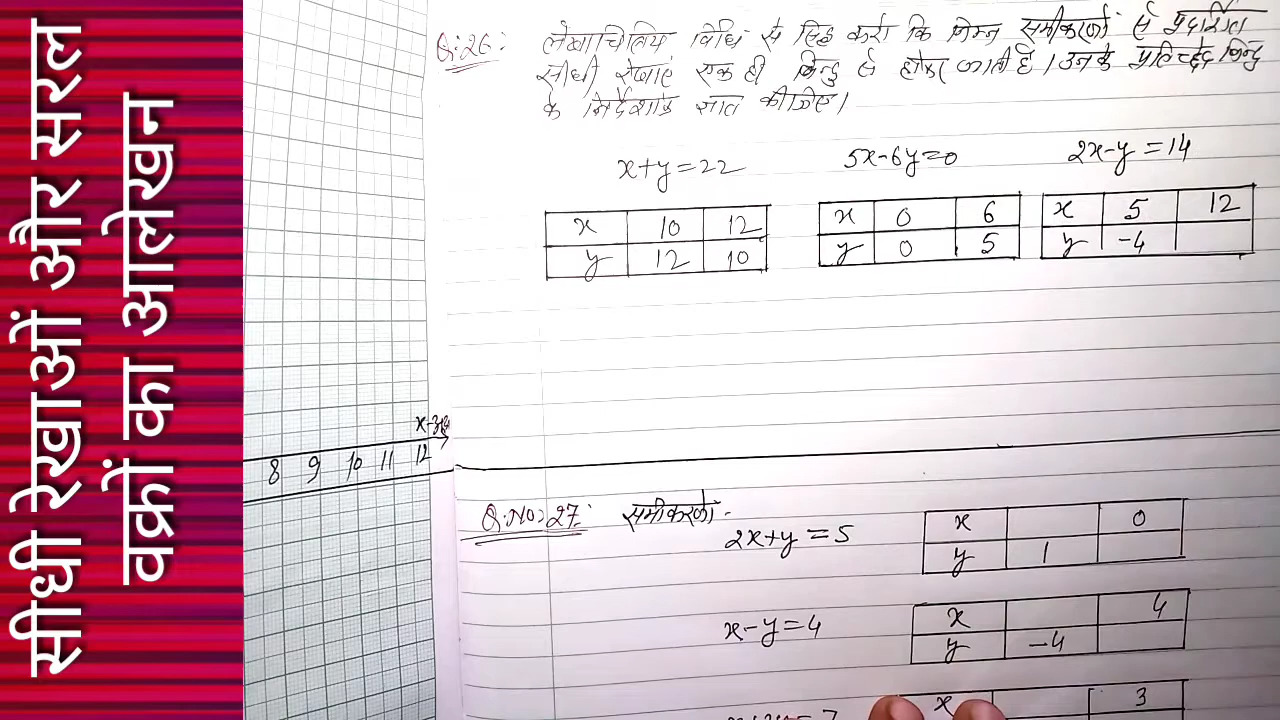 सीधी रेखाओं और सरल
वक्रों का आलेखन
Q:26: लेखाचित्रिय विधि से सिद्ध करो कि निम्न समीकरणों से प्रदर्शित
सीधी रेखाएं एक ही बिन्दु से होकर जाती हैं। उनके प्रतिच्छेद बिन्दु
के निर्देशांक ज्ञात कीजिए।
x+y=22 5x-6y=0 2x-y=14
x 10 12 x 0 6 x 5 12
y 12 10 y 0 5 y -4
x-अक्ष
8 9 10 11 12
Q.No:27: समीकरणों:-
2x+y=5
x 0
y 1
x-y=4
x 4
y -4
x 3